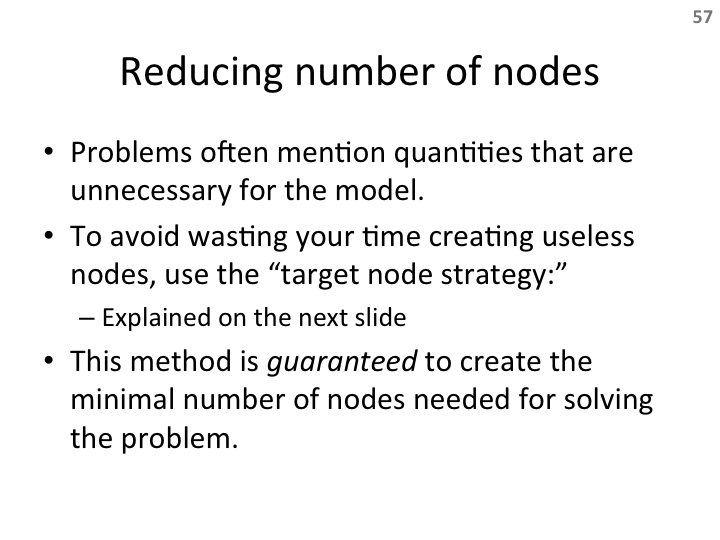 57
Reducing number of nodes
• Problems often mention quantities that are
unnecessary for the model.
• To avoid wasting your time creating useless
nodes, use the “target node strategy:”
– Explained on the next slide
• This method is guaranteed to create the
minimal number of nodes needed for solving
the problem.